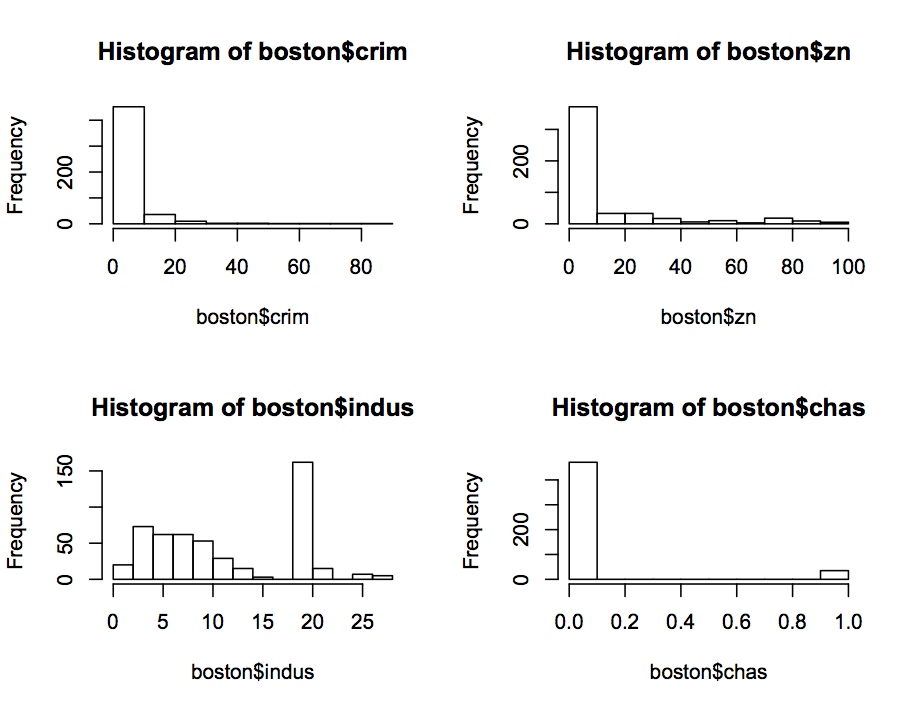 Histogram of boston$crim
Frequency
200
0
0 20 40 60 80
boston$crim
Histogram of boston$zn
Frequency
200
0
0 20 40 60 80 100
boston$zn
Histogram of boston$indus
Frequency
150
50
0
0 5 10 15 20 25
boston$indus
Histogram of boston$chas
Frequency
200
0
0.0 0.2 0.4 0.6 0.8 1.0
boston$chas